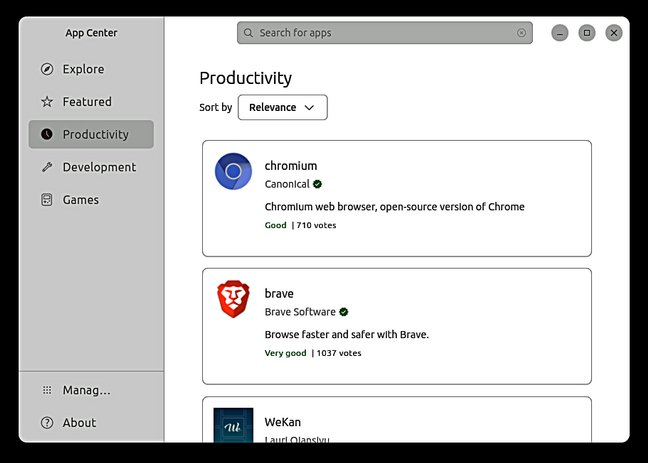 App Center
Search for apps
Explore
Featured
Productivity
Development
Games
Manag...
About
Productivity
Sort by Relevance
chromium
Canonical
Chromium web browser, open-source version of Chrome
Good | 710 votes
brave
Brave Software
Browse faster and safer with Brave.
Very good | 1037 votes
WeKan
Lauri Ojansivu